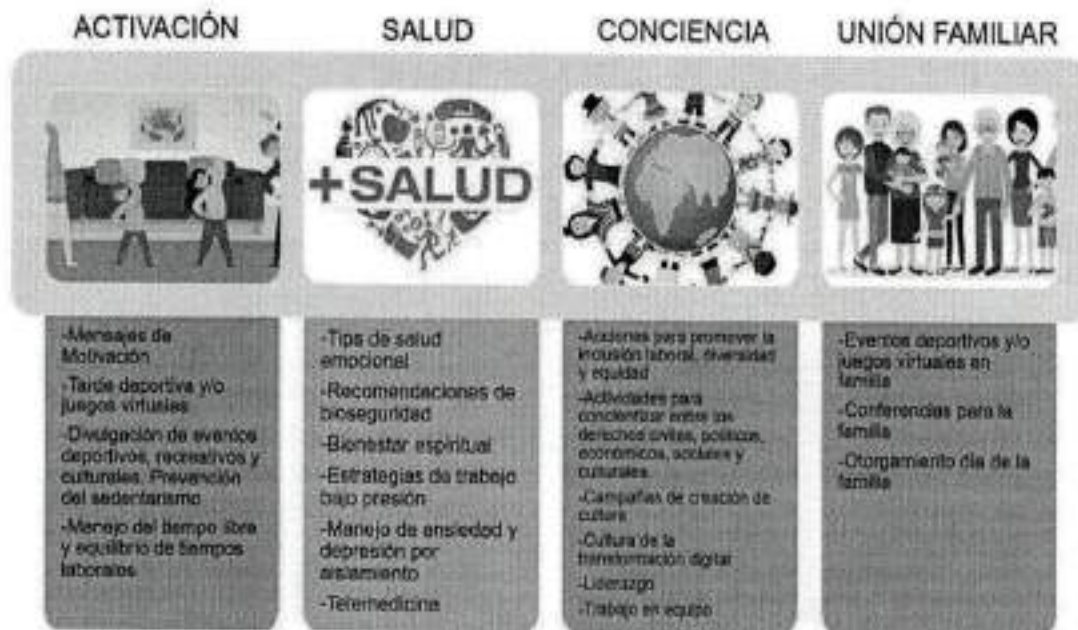 ACTIVACIÓN
SALUD
CONCIENCIA
UNIÓN FAMILIAR
+SALUD
-Mensajes de
Motivación
-Tarde deportiva y/o
juegos virtuales
-Divulgación de eventos
deportivos, recreativos y
culturales. Prevención
del sedentarismo
-Manejo del tiempo libre
y equilibrio de tiempos
laborales
-Tips de salud
emocional
-Recomendaciones de
bioseguridad
-Bienestar espiritual
-Estrategias de trabajo
bajo presión
-Manejo de ansiedad y
depresión por
aislamiento
-Telemedicina
-Acciones para promover la
inclusión laboral, diversidad
y equidad
-Actividades para
concientizar sobre los
derechos civiles, políticos,
económicos, sociales y
culturales.
-Campañas de creación de
cultura
-Cultura de la
transformación digital
-Liderazgo
-Trabajo en equipo
-Eventos deportivos y/o
juegos virtuales en
familia
-Conferencias para la
familia
-Otorgamiento día de la
familia